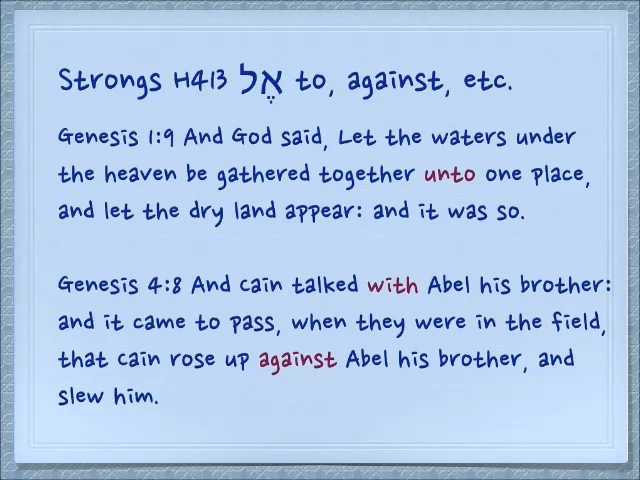 Strongs H413 אֶל to, against, etc.
Genesis 1:9 And God said, Let the waters under
the heaven be gathered together unto one place,
and let the dry land appear: and it was so.
Genesis 4:8 And Cain talked with Abel his brother:
and it came to pass, when they were in the field,
that Cain rose up against Abel his brother, and
slew him.